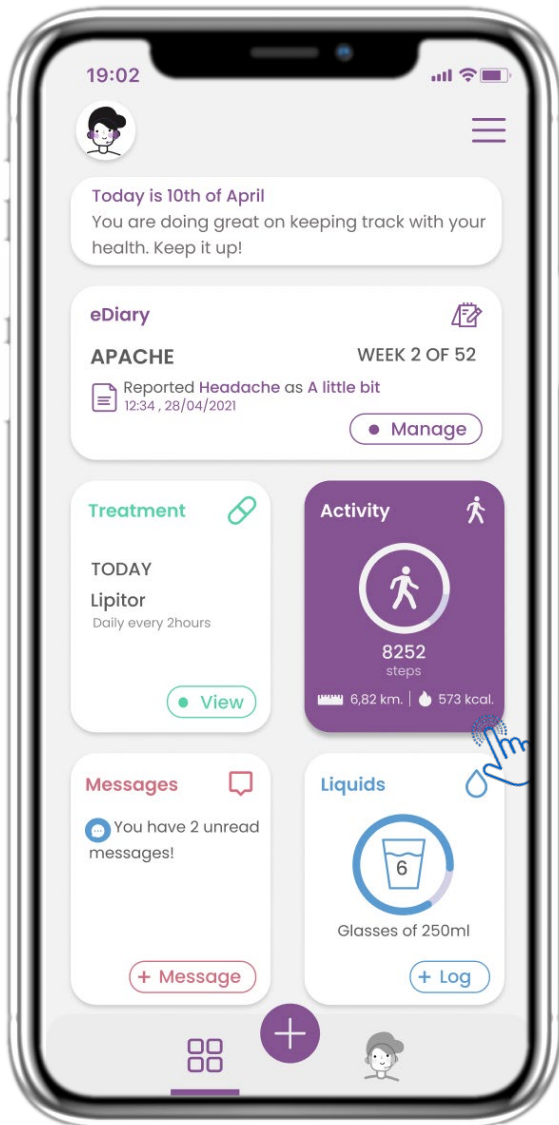 19:02
Today is 10th of April
You are doing great on keeping track with your
health. Keep it up!
eDiary
APACHE
WEEK 2 OF 52
Reported Headache as A little bit
12:34 , 28/04/2021
Manage
Treatment
TODAY
Lipitor
Daily every 2hours
View
Activity
8252
steps
6,82 km.
573 kcal.
Messages
You have 2 unread
messages!
+ Message
Liquids
6
Glasses of 250ml
+ Log